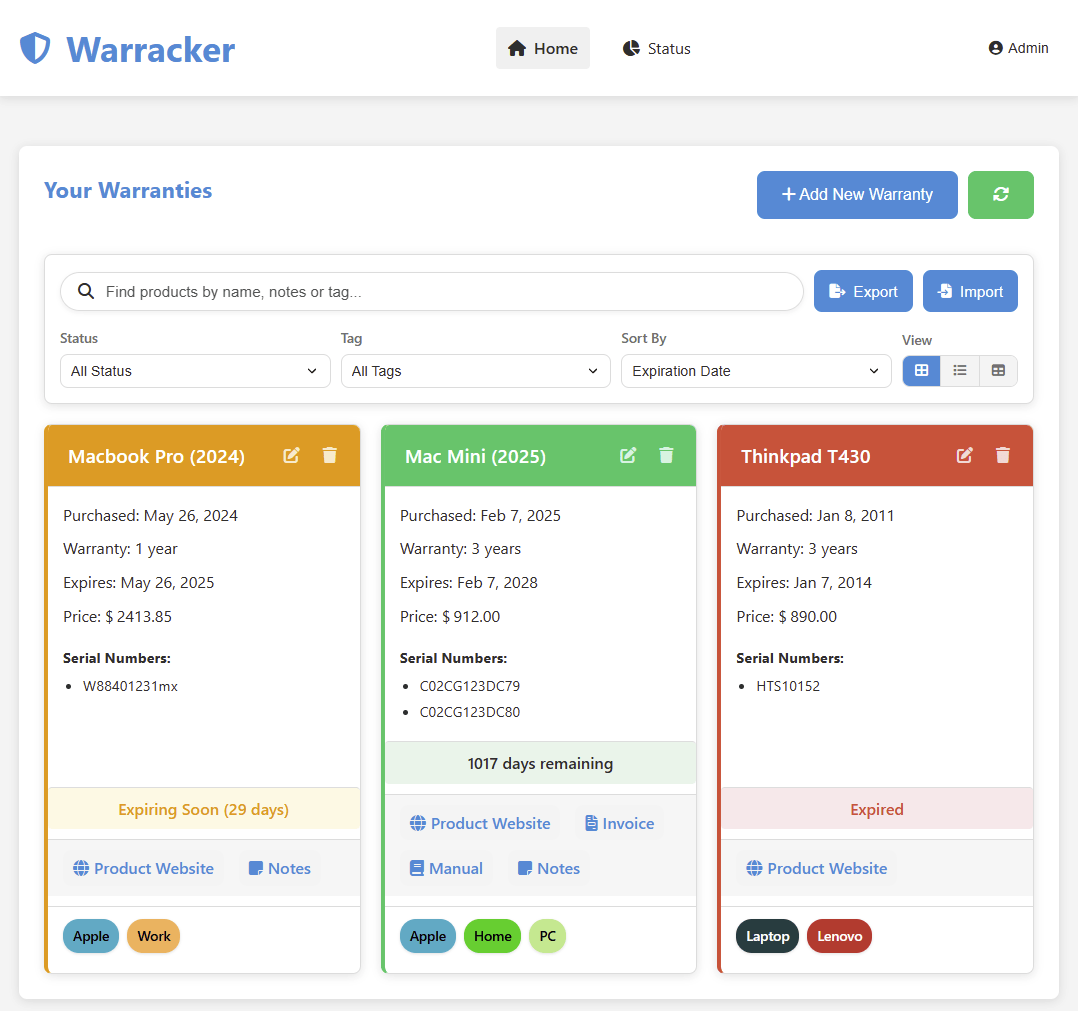 Warracker
Home
Status
Admin
Your Warranties
Add New Warranty
Find products by name, notes or tag...
Export
Import
Status
Tag
Sort By
View
All Status
All Tags
Expiration Date
Macbook Pro (2024)
Purchased: May 26, 2024
Warranty: 1 year
Expires: May 26, 2025
Price: $ 2413.85
Serial Numbers:
• W88401231mx
Expiring Soon (29 days)
Product Website
Notes
Apple
Work
Mac Mini (2025)
Purchased: Feb 7, 2025
Warranty: 3 years
Expires: Feb 7, 2028
Price: $ 912.00
Serial Numbers:
• C02CG123DC79
• C02CG123DC80
1017 days remaining
Product Website
Invoice
Manual
Notes
Apple
Home
PC
Thinkpad T430
Purchased: Jan 8, 2011
Warranty: 3 years
Expires: Jan 7, 2014
Price: $ 890.00
Serial Numbers:
• HTS10152
Expired
Product Website
Laptop
Lenovo